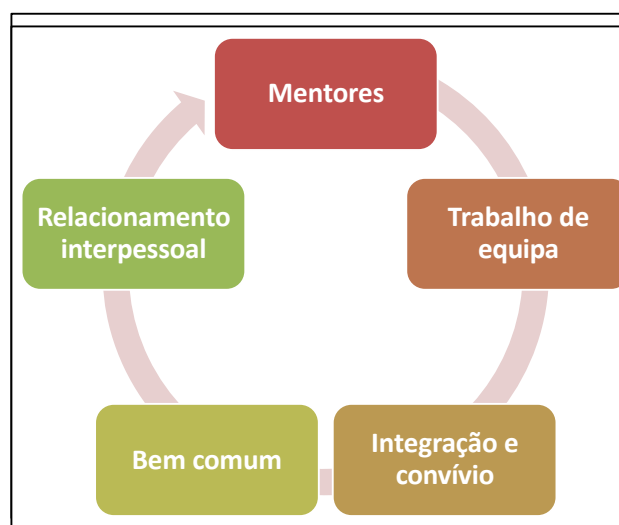 Mentores
Trabalho de
equipa
Integração e
convívio
Bem comum
Relacionamento
interpessoal